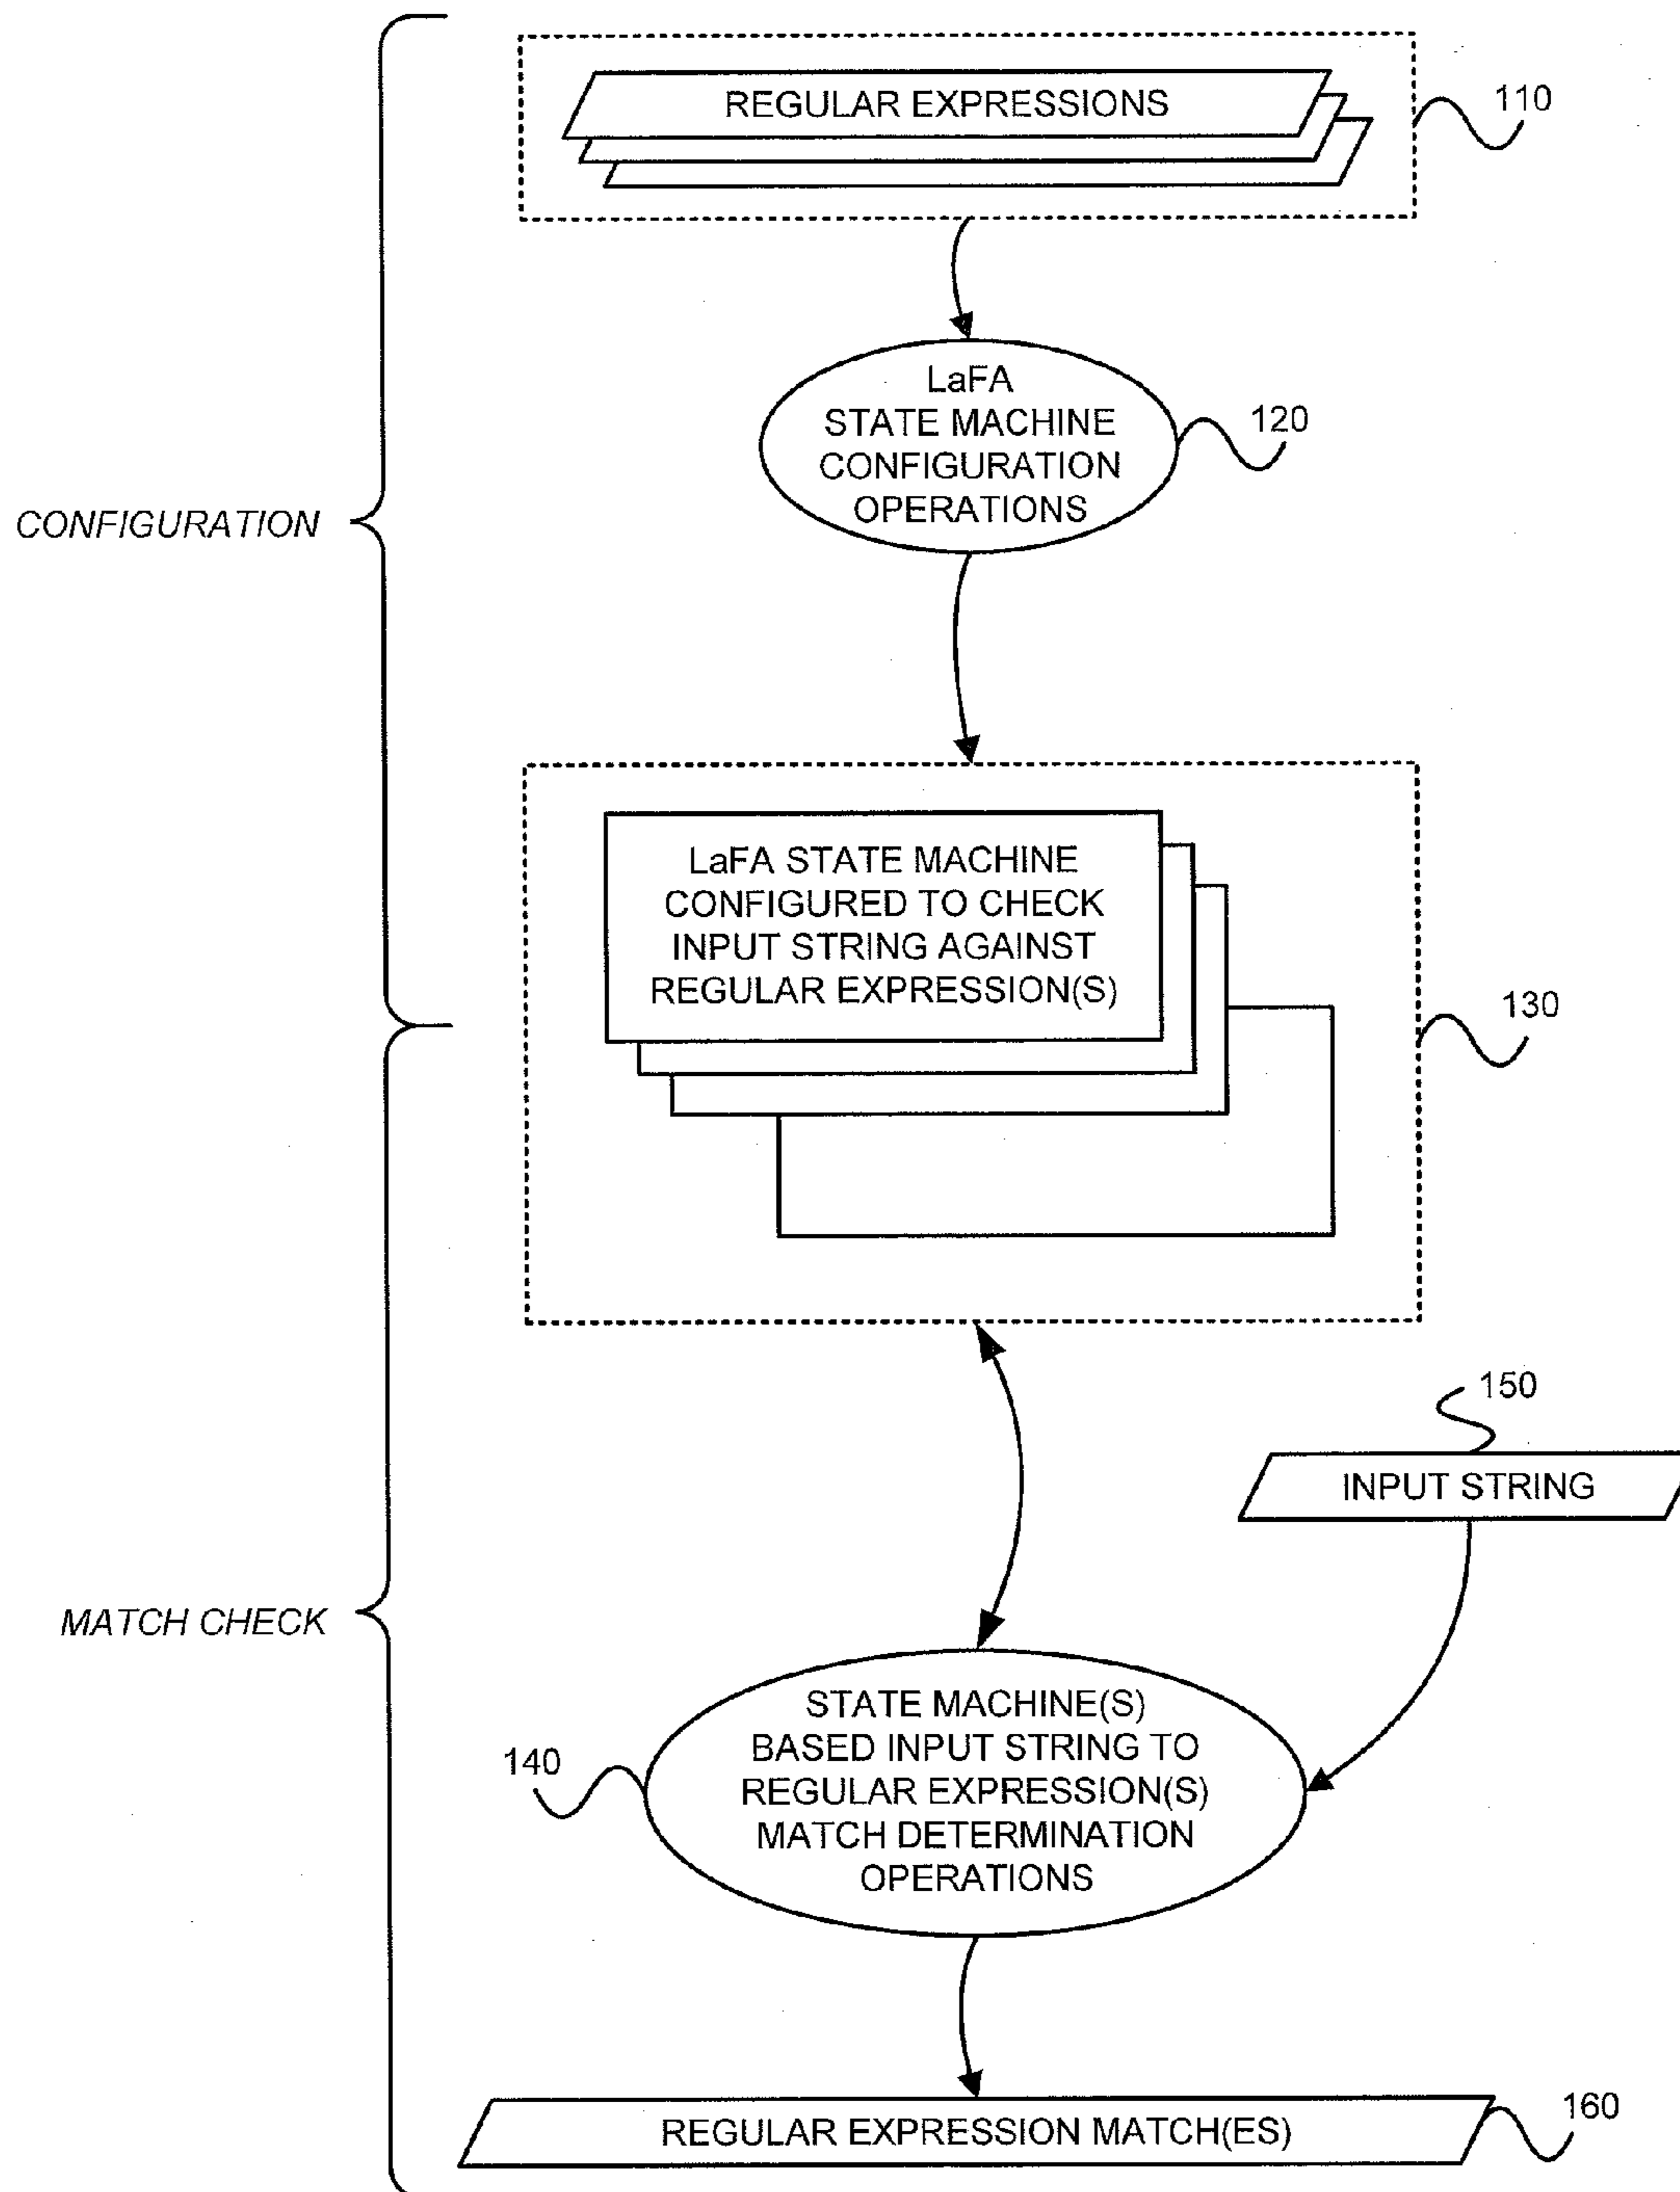 REGULAR EXPRESSIONS
110
LaFA
STATE MACHINE
CONFIGURATION
OPERATIONS
120
CONFIGURATION
LaFA STATE MACHINE
CONFIGURED TO CHECK
INPUT STRING AGAINST
REGULAR EXPRESSION(S)
130
150
INPUT STRING
MATCH CHECK
STATE MACHINE(S)
BASED INPUT STRING TO
REGULAR EXPRESSION(S)
MATCH DETERMINATION
OPERATIONS
140
REGULAR EXPRESSION MATCH(ES)
160